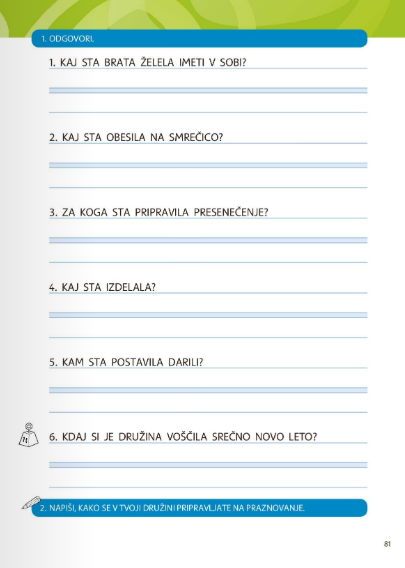 1. ODGOVORI.
1. KAJ STA BRATA ŽELELA IMETI V SOBI?
2. KAJ STA OBESILA NA SMREČICO?
3. ZA KOGA STA PRIPRAVILA PRESENEČENJE?
4. KAJ STA IZDELALA?
5. KAM STA POSTAVILA DARILI?
6. KDAJ SI JE DRUŽINA VOŠČILA SREČNO NOVO LETO?
2. NAPIŠI, KAKO SE V TVOJI DRUŽINI PRIPRAVLJATE NA PRAZNOVANJE.
81